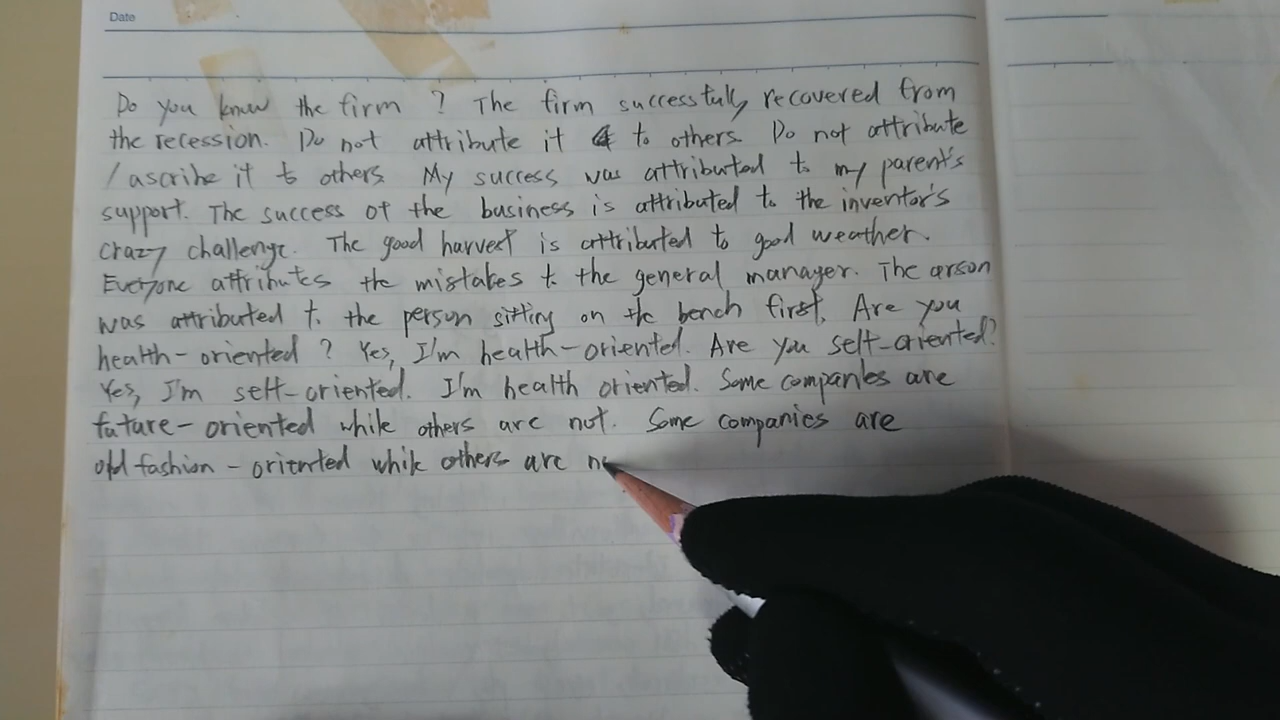 Date
Do you know the firm ? The firm successfully recovered from
the recession. Do not attribute it to others. Do not attribute
/ ascribe it to others. My success was attributed to my parent's
support. The success of the business is attributed to the inventor's
crazy challenge. The good harvest is attributed to good weather.
Everyone attributes the mistakes to the general manager. The arson
was attributed to the person sitting on the bench first. Are you
health-oriented ? Yes, I'm health-oriented. Are you self-oriented?
Yes, I'm self-oriented. I'm health oriented. Some companies are
future-oriented while others are not. Some companies are
old fashion-oriented while others are no